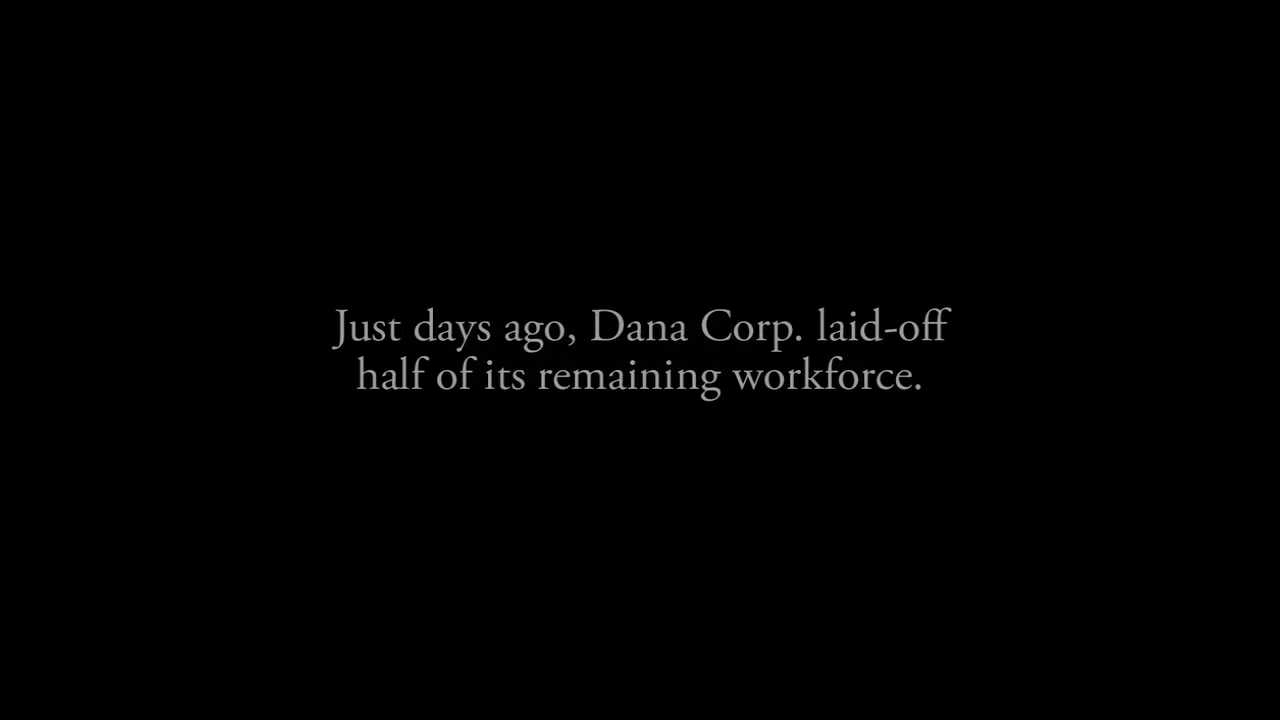 Just days ago, Dana Corp. laid-off
half of its remaining workforce.